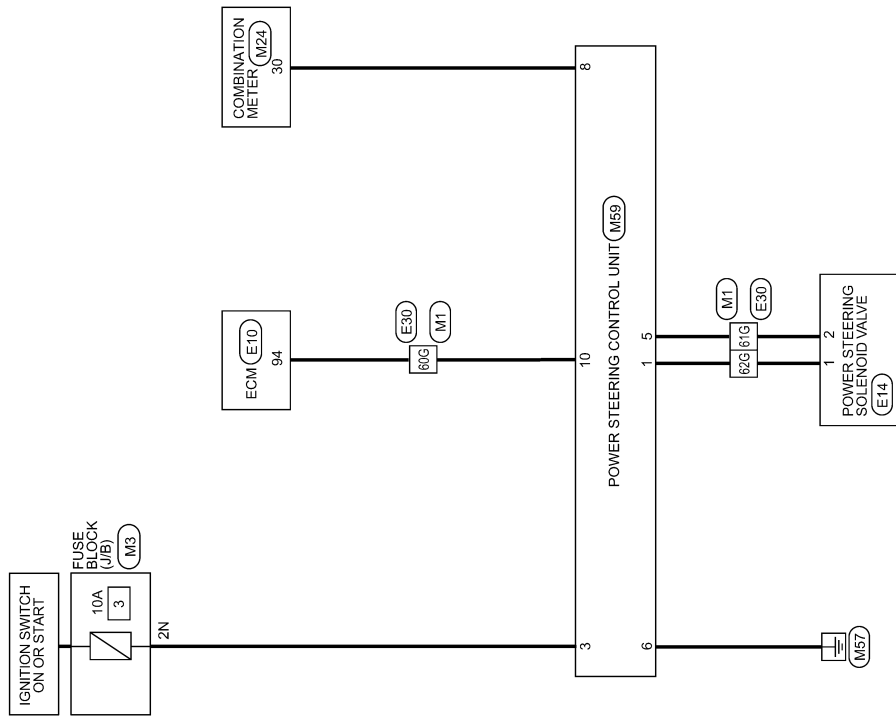 IGNITION SWITCH
ON OR START
FUSE
BLOCK
(J/B)
M3
10A
3
2N
ECM
E10
94
COMBINATION
METER
M24
30
60G
E30
M1
3
10
8
POWER STEERING CONTROL UNIT
M59
6
1
5
62G
61G
M1
E30
M57
1
2
POWER STEERING
SOLENOID VALVE
E14